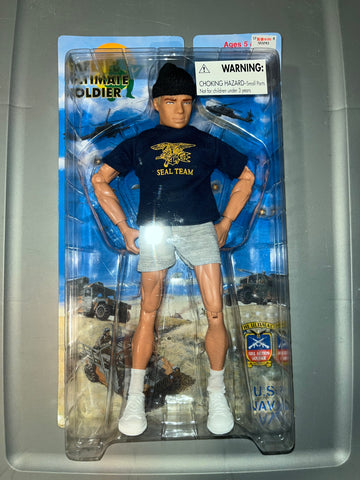 ULTIMATE
SOLDIER
Ages 5
WARNING:
CHOKING HAZARD-Small Parts
Not for children under 3 years
SEAL TEAM
U.S.
NAVY